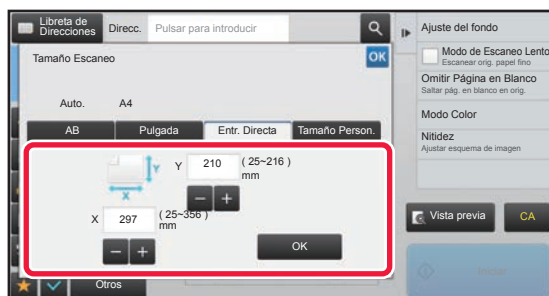 Libreta de
Direcciones
Direcc.
Pulsar para introducir
Tamaño Escaneo
OK
Auto.
A4
AB
Pulgada
Entr. Directa
Tamaño Person.
Y
X
Y
210
( 25~216 )
mm
X
297
( 25~356 )
mm
OK
Otros
Ajuste del fondo
Modo de Escaneo Lento
Escanear orig. papel fino
Omitir Página en Blanco
Saltar pág. en blanco en orig.
Modo Color
Nitidez
Ajustar esquema de imagen
Vista previa
CA